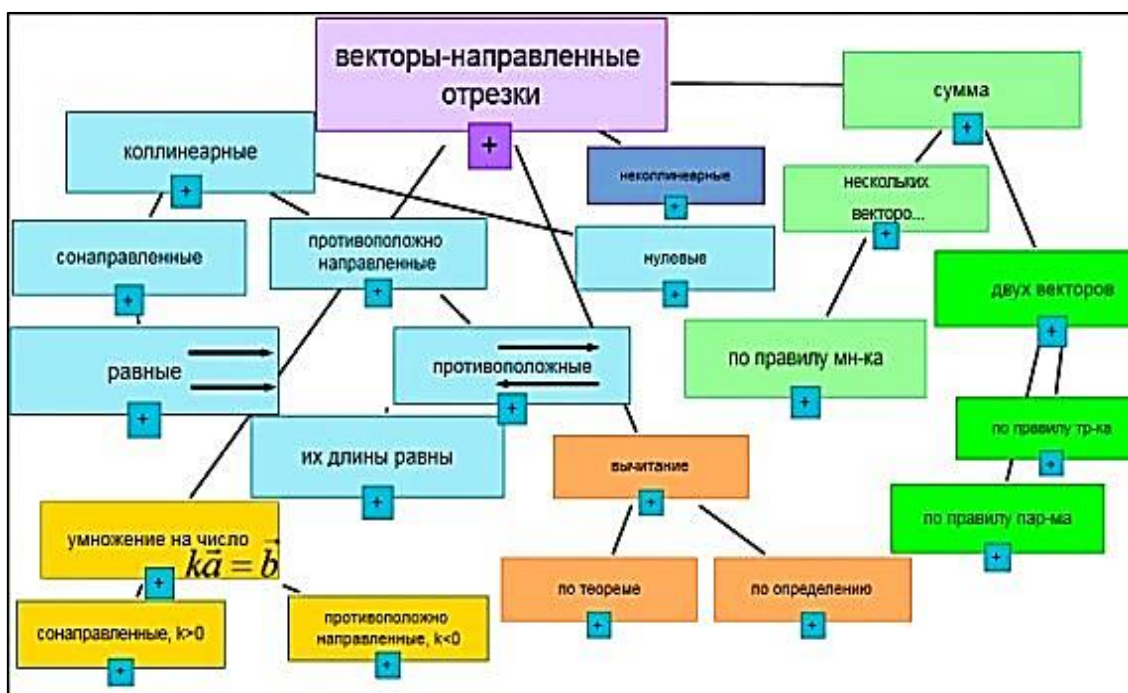 векторы-направленные
отрезки
сумма
коллинеарные
неколлинеарные
нескольких
векторо...
сонаправленные
противоположно
направленные
нулевые
двух векторов
равные
противоположные
по правилу мн-ка
по правилу тр-ка
их длины равны
вычитание
по правилу пар-ма
умножение на число
ka⃗ = b⃗
по теореме
по определению
сонаправленные, k>0
противоположно
направленные, k<0